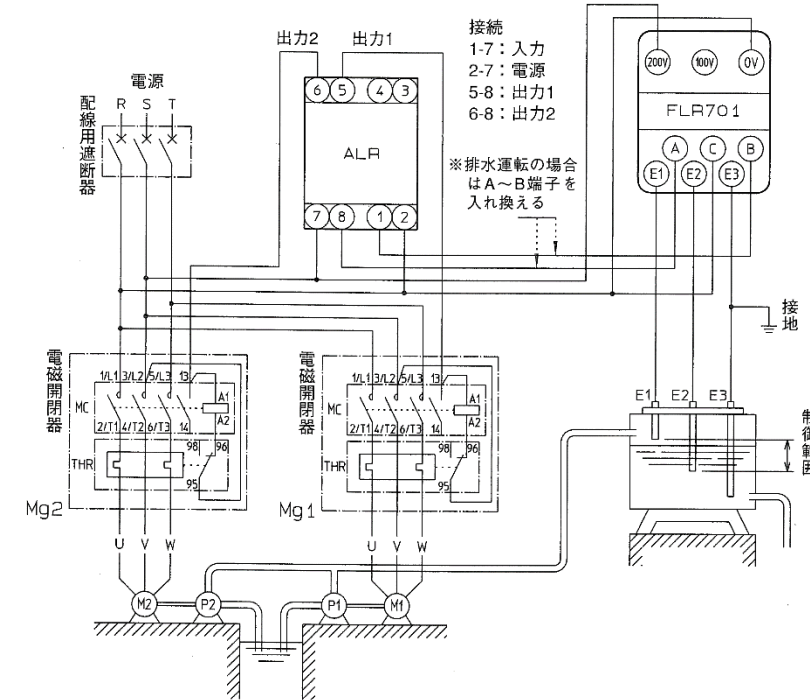 出力2
出力1
接続
1-7：入力
2-7：電源
5-8：出力1
6-8：出力2
200V
100V
0V
FLR701
A
C
B
E1
E2
E3
電源
R S T
配線用遮断器
6 5 4 3
ALR
7 8 1 2
※排水運転の場合
はA〜B端子を
入れ換える
接地
電磁開閉器
1/L1 3/L2 5/L3 13
MC
A1
A2
2/T1 4/T2 6/T3 14
98 96
THR
95
Mg2
電磁開閉器
1/L1 3/L2 5/L3 13
MC
A1
A2
2/T1 4/T2 6/T3 14
98 96
THR
95
Mg1
E1 E2 E3
制御範囲
U V W
U V W
M2
P2
P1
M1